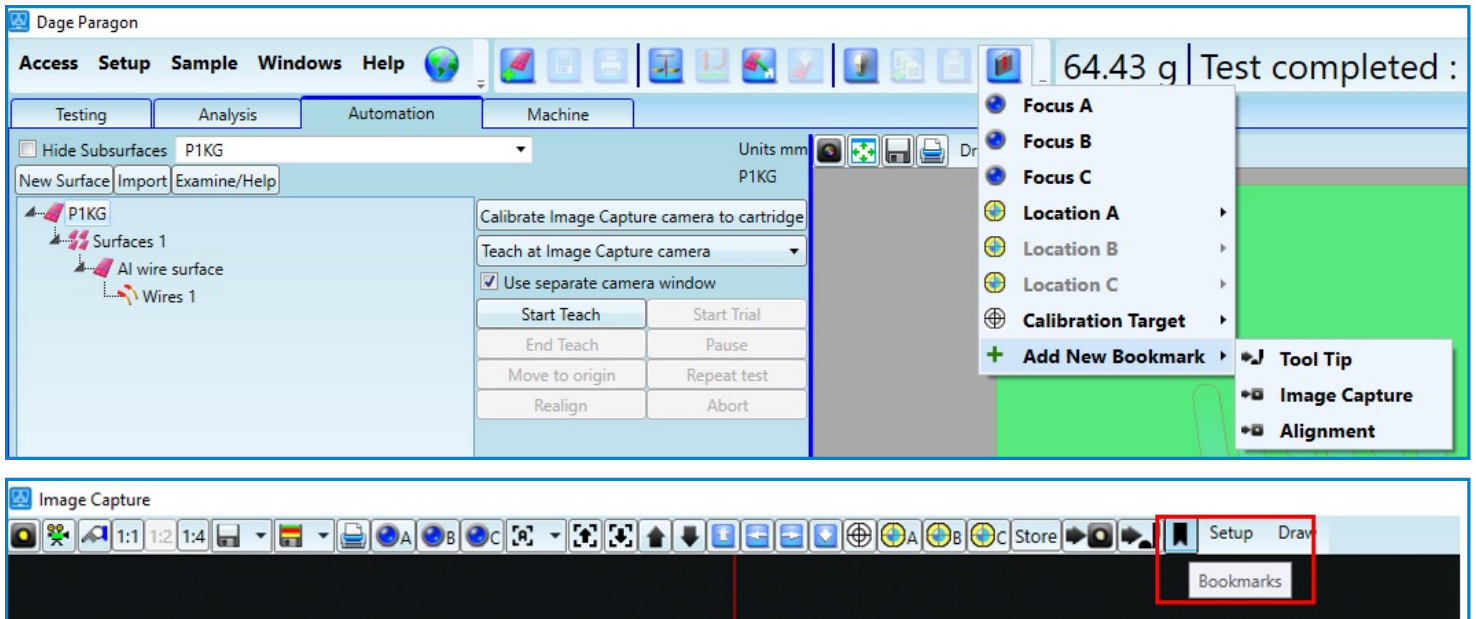 Dage Paragon
Access Setup Sample Windows Help
64.43 g Test completed :
Testing Analysis Automation Machine
Hide Subsurfaces P1KG Units mm
P1KG
New Surface Import Examine/Help
P1KG
Surfaces 1
Al wire surface
Wires 1
Calibrate Image Capture camera to cartridge
Teach at Image Capture camera
Use separate camera window
Start Teach Start Trial
End Teach Pause
Move to origin Repeat test
Realign Abort
Dr
Focus A
Focus B
Focus C
Location A
Location B
Location C
Calibration Target
Add New Bookmark
Tool Tip
Image Capture
Alignment
Image Capture
1:1 1:2 1:4 A B C [A] A B C Store Setup Draw
Bookmarks